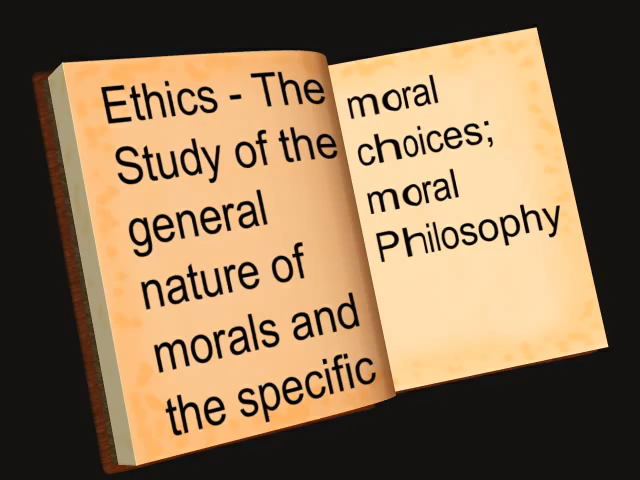 Ethics - The
Study of the
general
nature of
morals and
the specific
moral
choices;
moral
Philosophy